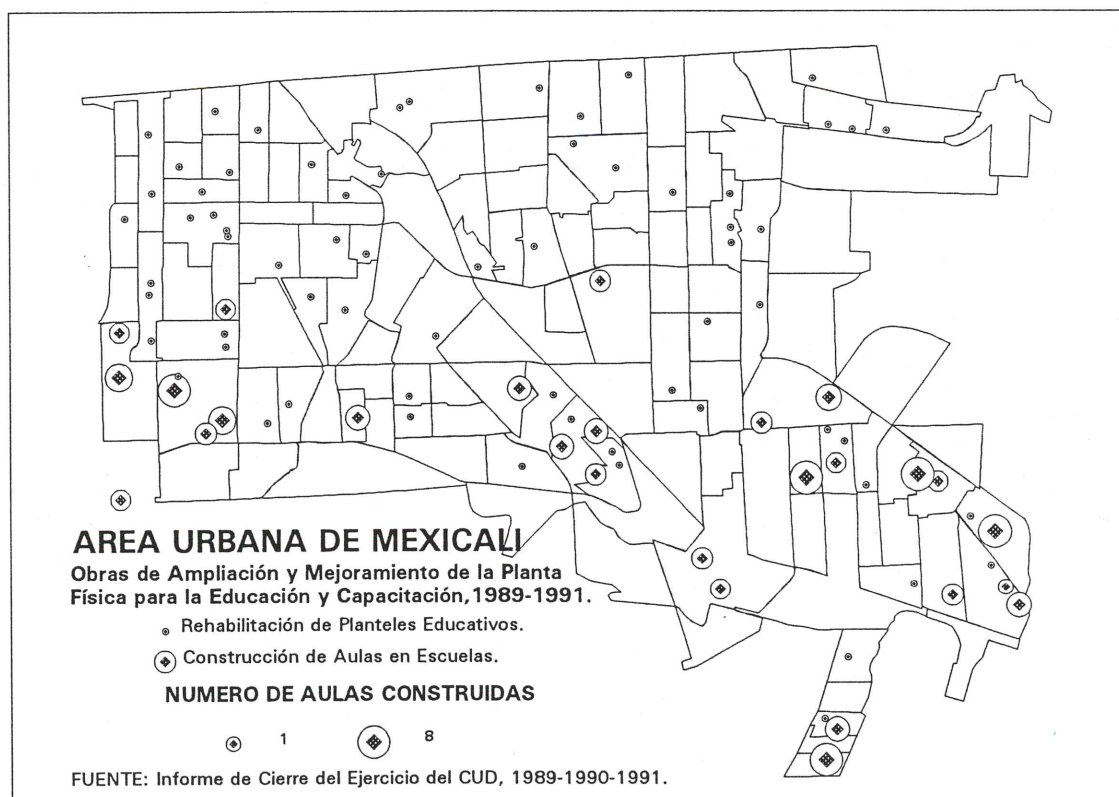 AREA URBANA DE MEXICALI
Obras de Ampliación y Mejoramiento de la Planta
Física para la Educación y Capacitación,1989-1991.
Rehabilitación de Planteles Educativos.
Construcción de Aulas en Escuelas.
NUMERO DE AULAS CONSTRUIDAS
1 8
FUENTE: Informe de Cierre del Ejercicio del CUD, 1989-1990-1991.